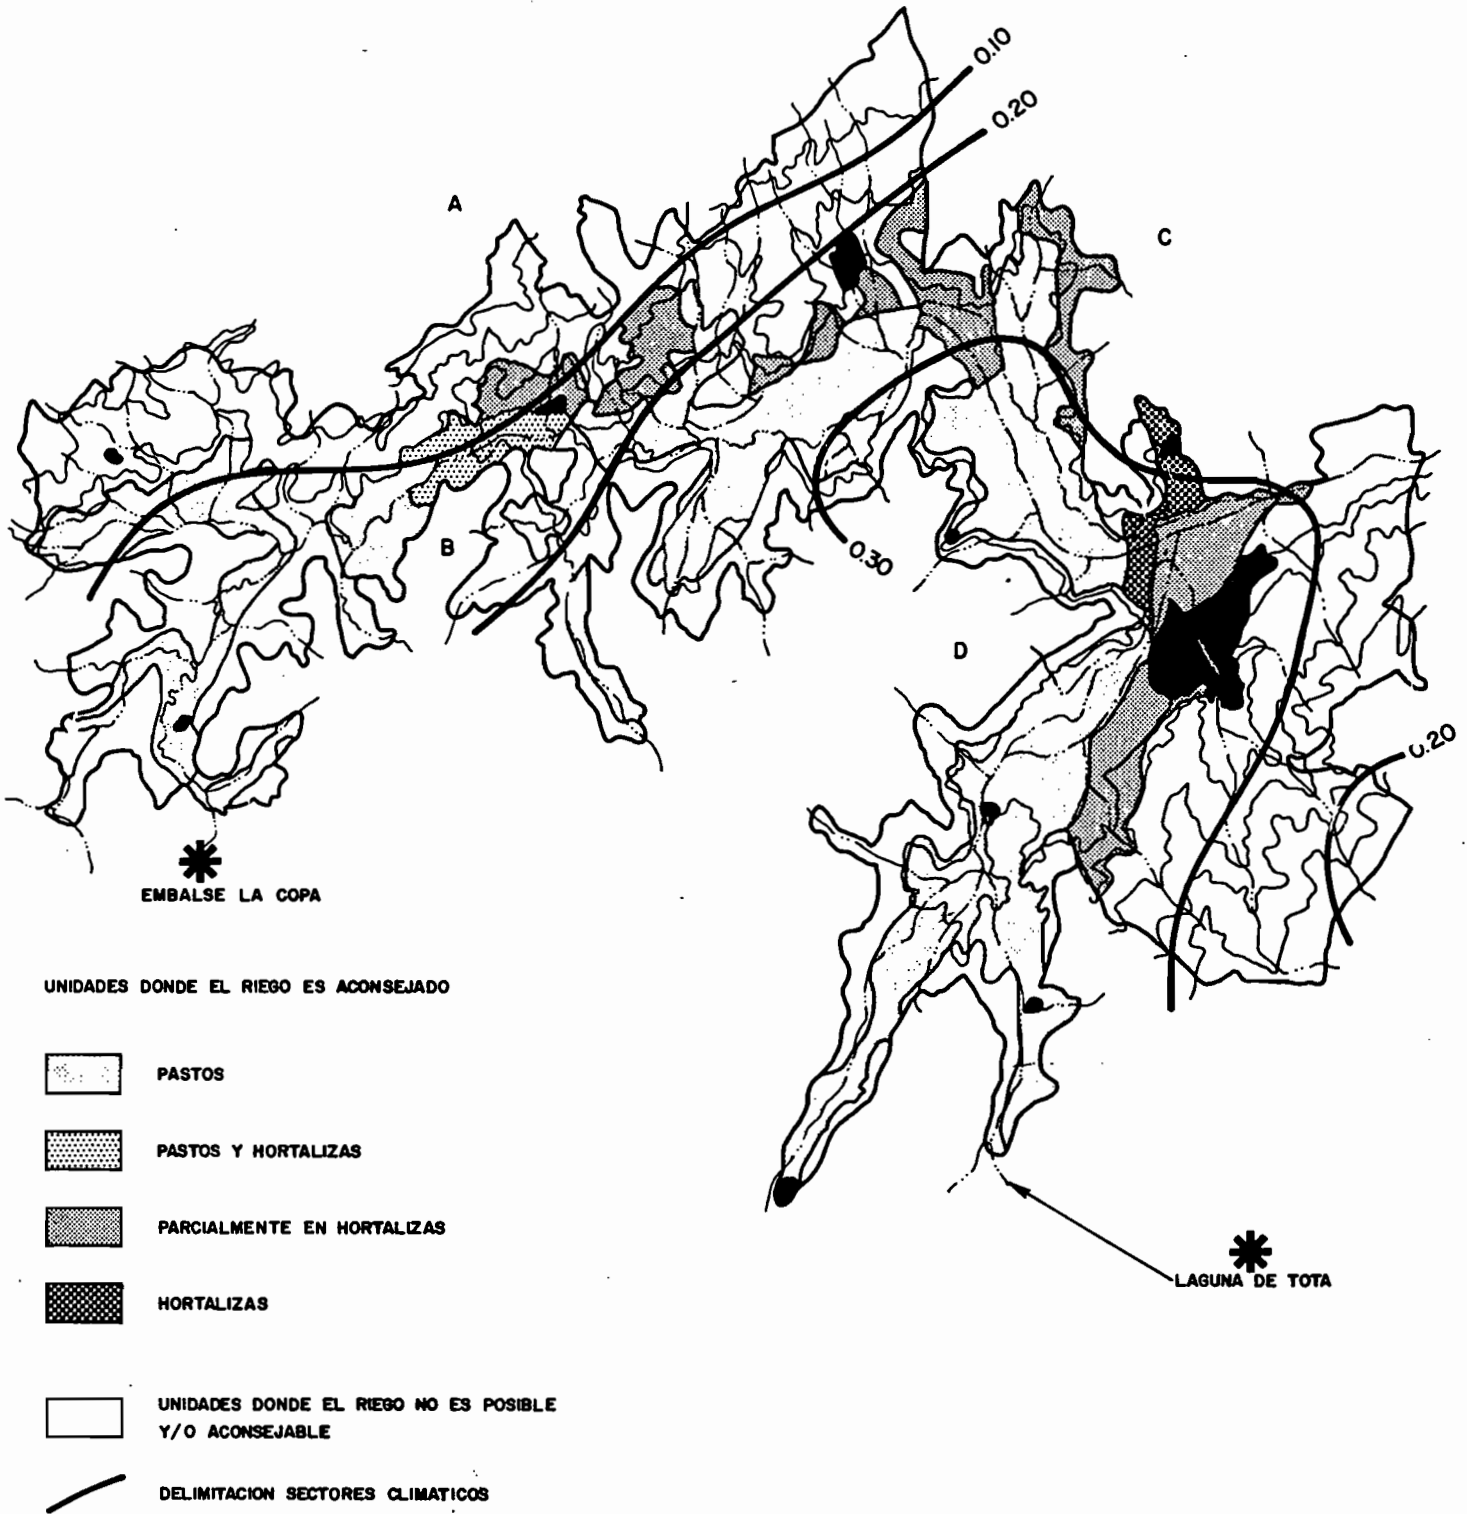 0.10
0.20
A
C
B
0.30
D
0.20
EMBALSE LA COPA
UNIDADES DONDE EL RIEGO ES ACONSEJADO
PASTOS
PASTOS Y HORTALIZAS
PARCIALMENTE EN HORTALIZAS
HORTALIZAS
LAGUNA DE TOTA
UNIDADES DONDE EL RIEGO NO ES POSIBLE
Y/O ACONSEJABLE
DELIMITACION SECTORES CLIMATICOS